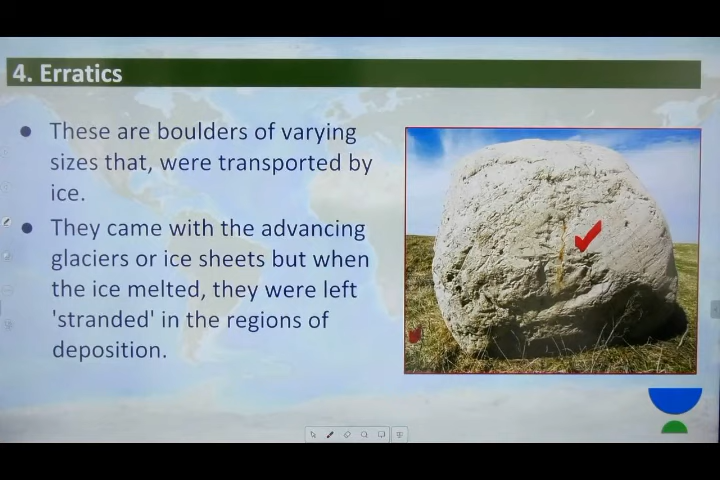 4. Erratics
These are boulders of varying
sizes that, were transported by
ice.
They came with the advancing
glaciers or ice sheets but when
the ice melted, they were left
'stranded' in the regions of
deposition.